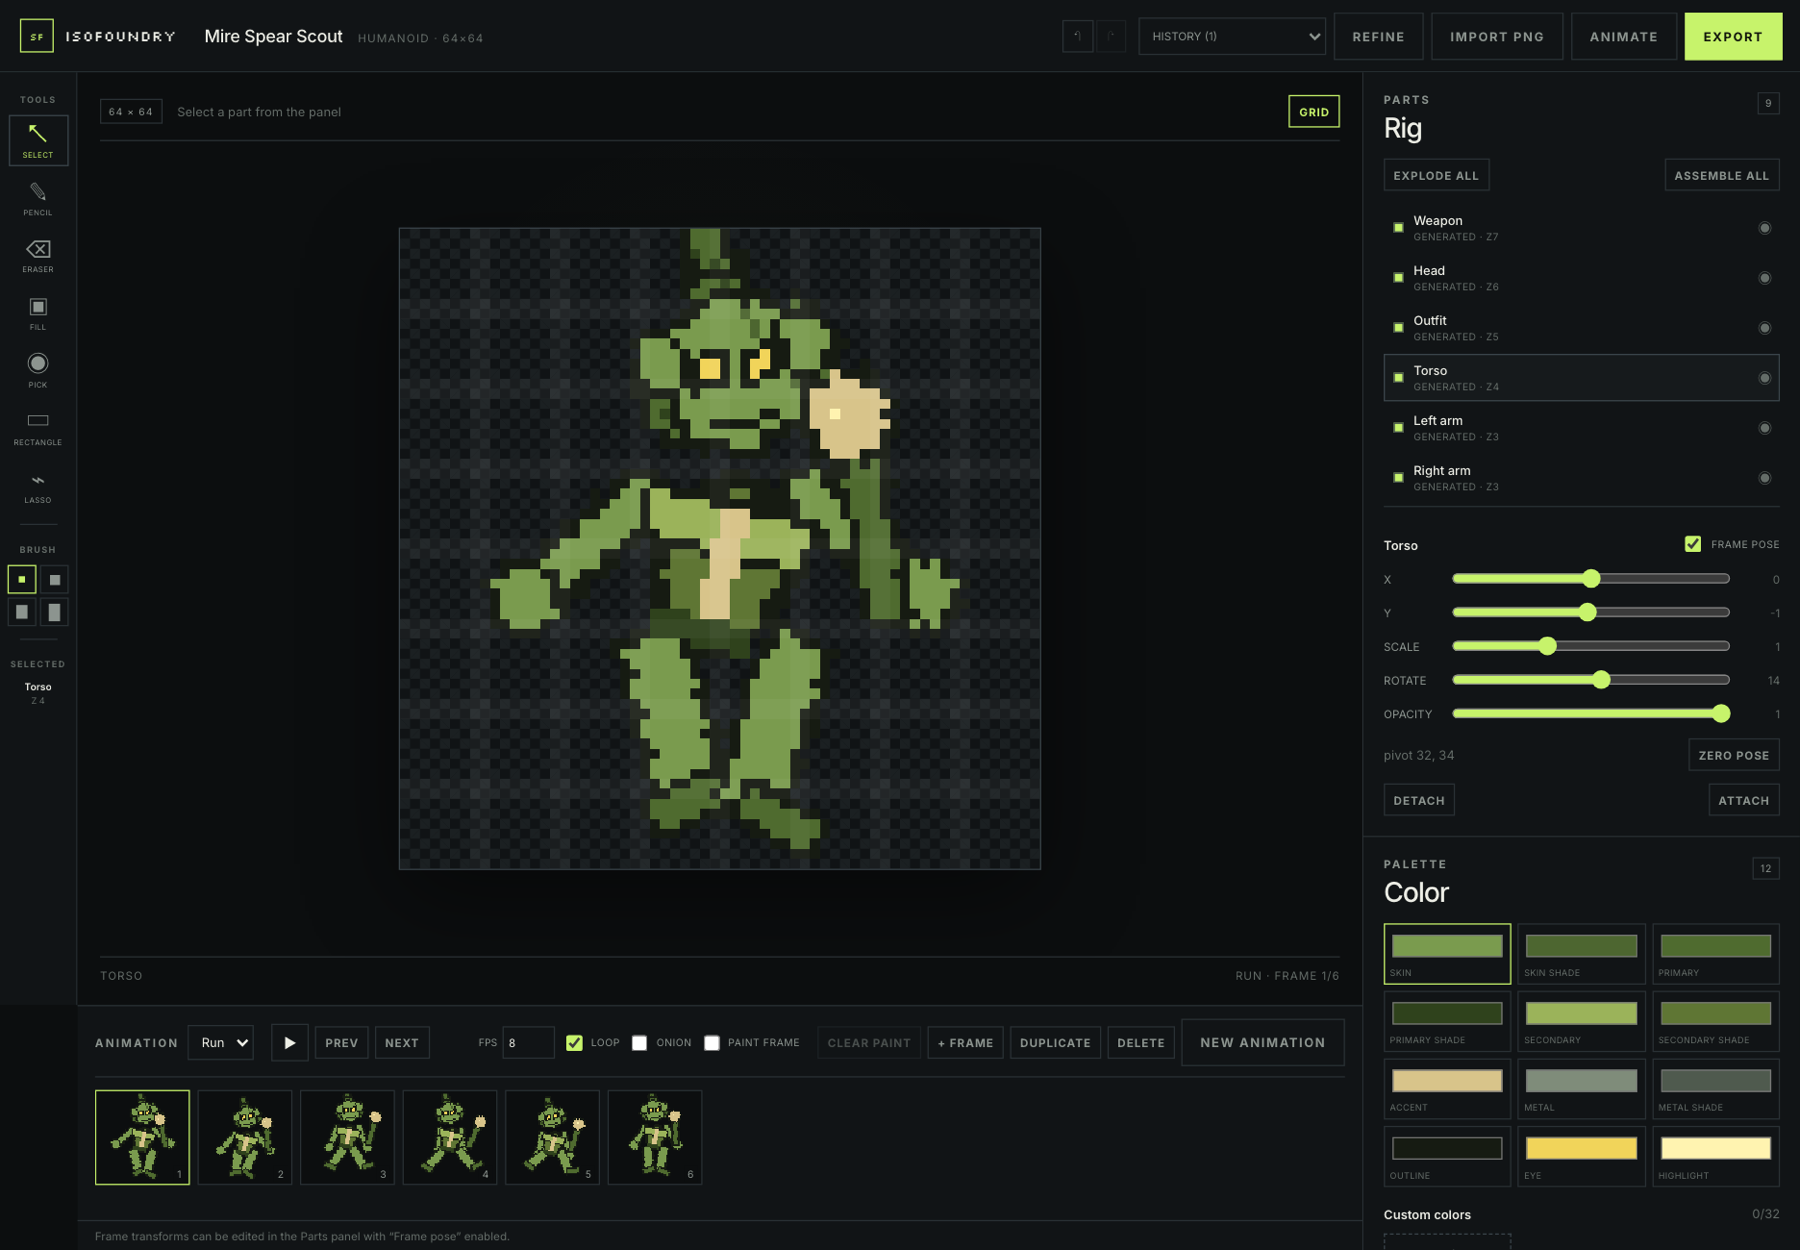 SF ISOFOUNDRY Mire Spear Scout HUMANOID · 64×64 HISTORY (1) REFINE IMPORT PNG ANIMATE EXPORT
TOOLS
SELECT
PENCIL
ERASER
FILL
PICK
RECTANGLE
LASSO
BRUSH
SELECTED
Torso
Z4
64 × 64 Select a part from the panel GRID
TORSO RUN · FRAME 1/6
ANIMATION Run PREV NEXT FPS 8 LOOP ONION PAINT FRAME CLEAR PAINT + FRAME DUPLICATE DELETE NEW ANIMATION
1 2 3 4 5 6
Frame transforms can be edited in the Parts panel with "Frame pose" enabled.
PARTS 9
Rig
EXPLODE ALL ASSEMBLE ALL
Weapon
GENERATED · Z7
Head
GENERATED · Z6
Outfit
GENERATED · Z5
Torso
GENERATED · Z4
Left arm
GENERATED · Z3
Right arm
GENERATED · Z3
Torso FRAME POSE
X 0
Y -1
SCALE 1
ROTATE 14
OPACITY 1
pivot 32, 34 ZERO POSE
DETACH ATTACH
PALETTE 12
Color
SKIN SKIN SHADE PRIMARY
PRIMARY SHADE SECONDARY SECONDARY SHADE
ACCENT METAL METAL SHADE
OUTLINE EYE HIGHLIGHT
Custom colors 0/32